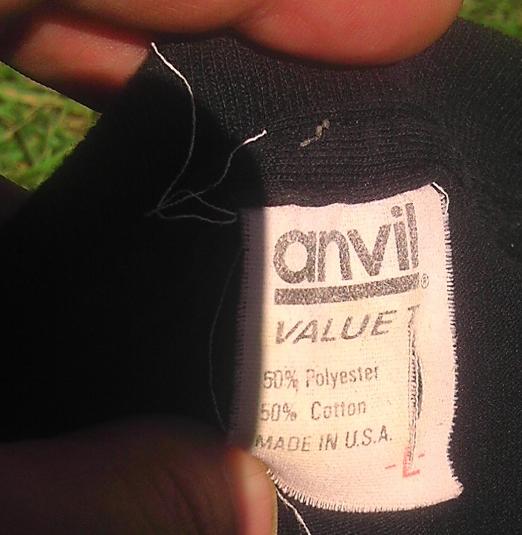 anvil®
VALUE T
50% Polyester
50% Cotton
MADE IN U.S.A.
-L-